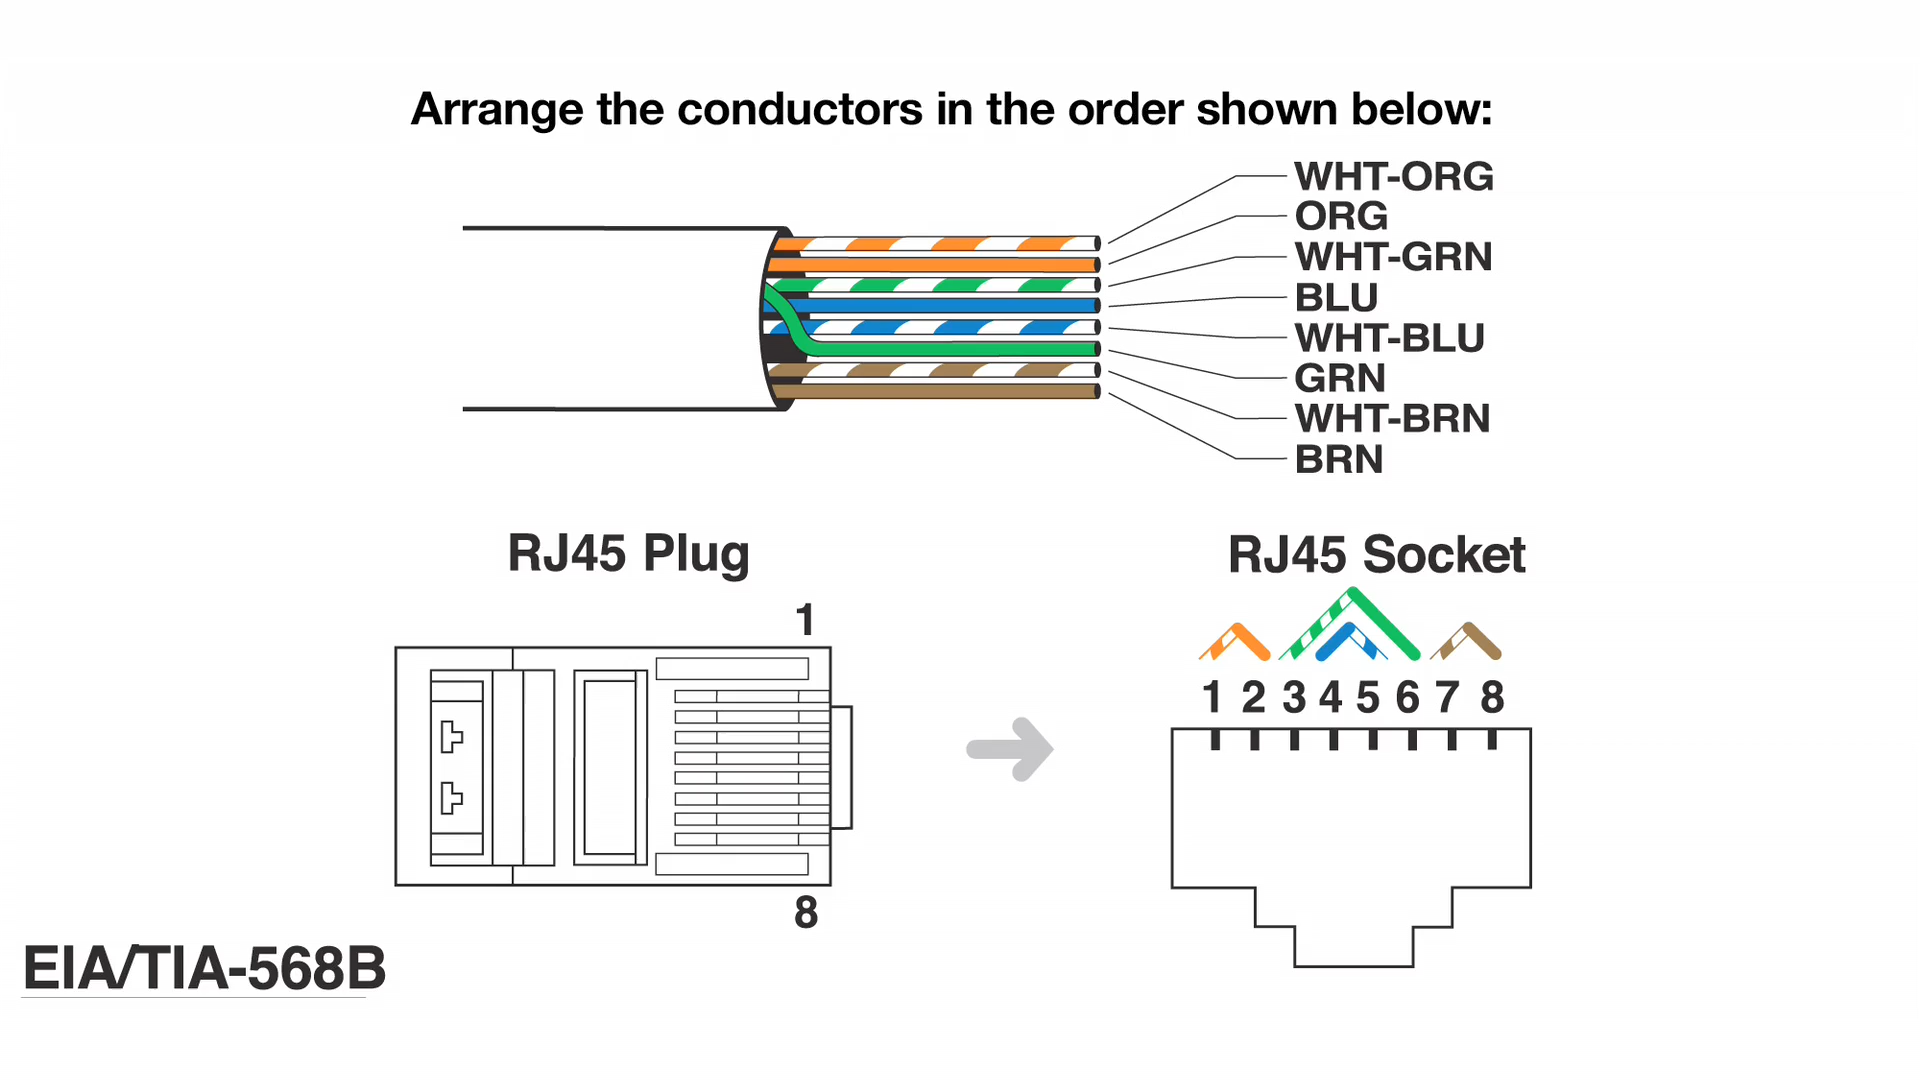 Arrange the conductors in the order shown below:
WHT-ORG
ORG
WHT-GRN
BLU
WHT-BLU
GRN
WHT-BRN
BRN
RJ45 Plug
1
8
RJ45 Socket
1 2 3 4 5 6 7 8
EIA/TIA-568B